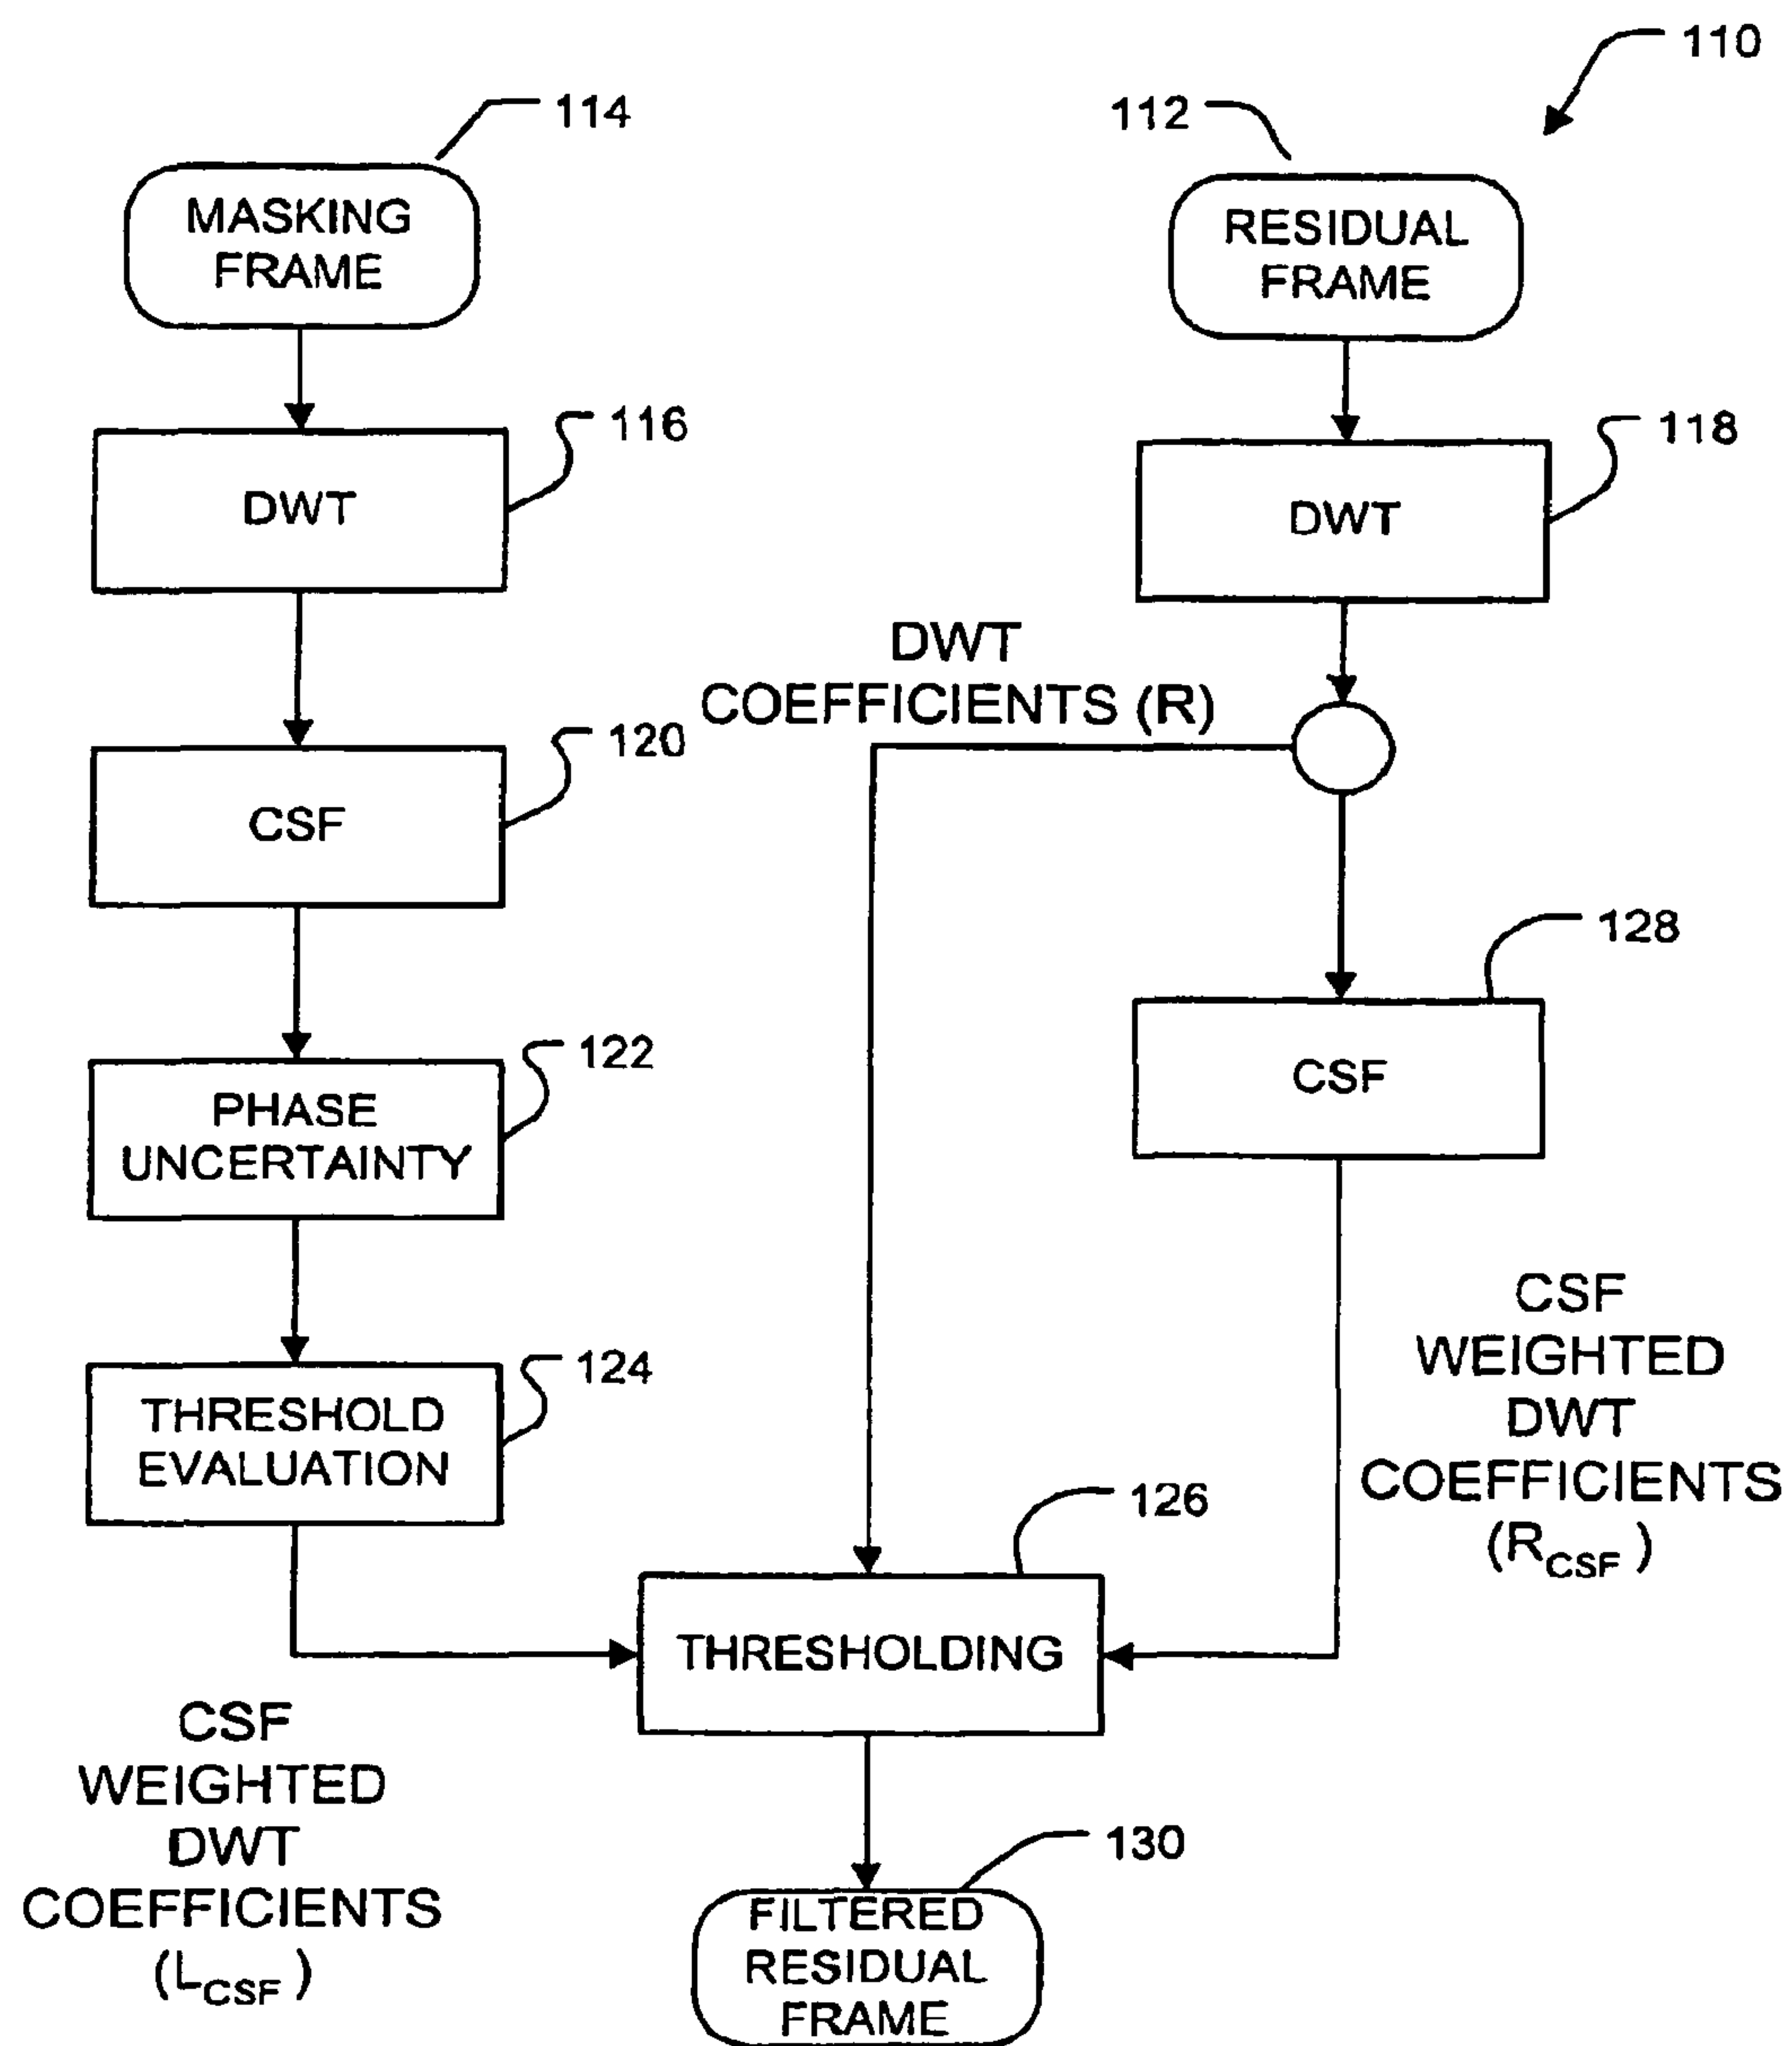 110
114
112
MASKING
FRAME
RESIDUAL
FRAME
116
118
DWT
DWT
DWT
COEFFICIENTS (R)
120
CSF
128
CSF
122
PHASE
UNCERTAINTY
124
THRESHOLD
EVALUATION
CSF
WEIGHTED
DWT
COEFFICIENTS
(RCSF)
126
THRESHOLDING
CSF
WEIGHTED
DWT
COEFFICIENTS
(LCSF)
130
FILTERED
RESIDUAL
FRAME